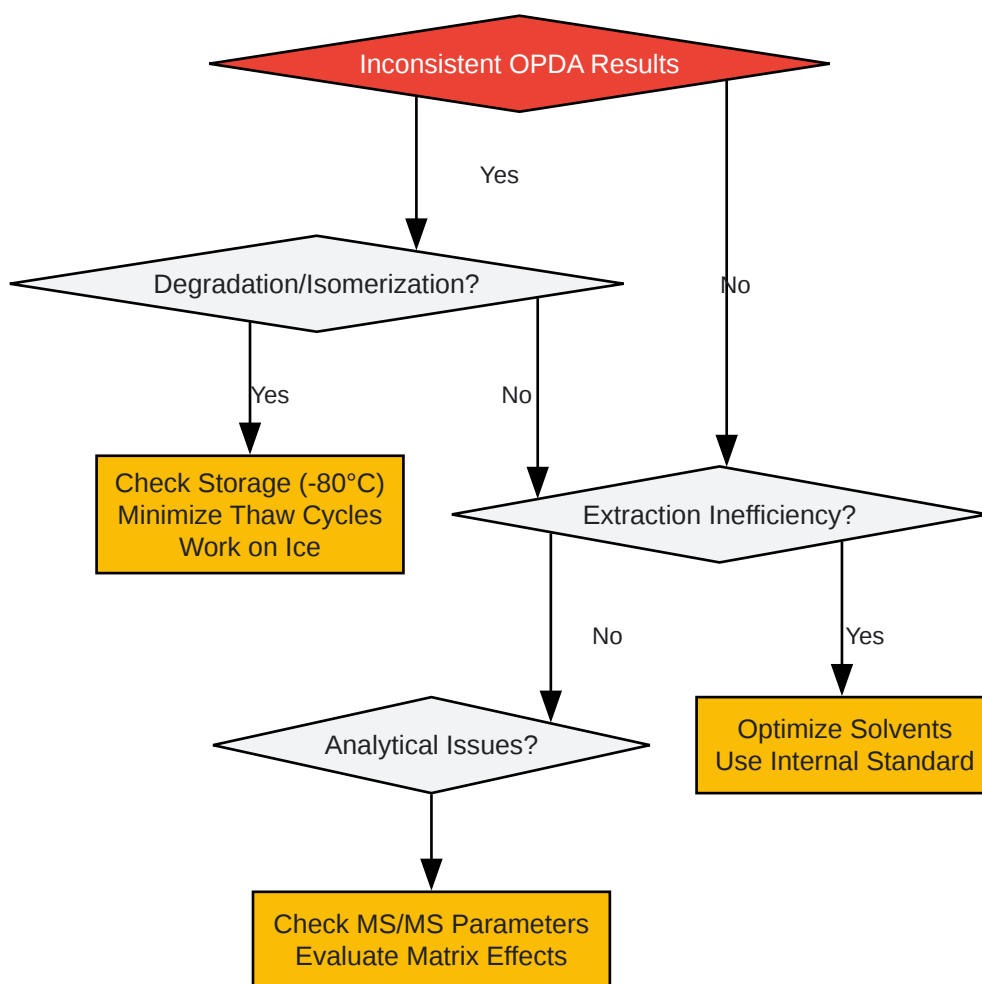 Inconsistent OPDA Results
Yes
Degradation/Isomerization?
No
Yes
No
Check Storage (-80°C)
Minimize Thaw Cycles
Work on Ice
Extraction Inefficiency?
No
Yes
Analytical Issues?
Optimize Solvents
Use Internal Standard
Check MS/MS Parameters
Evaluate Matrix Effects